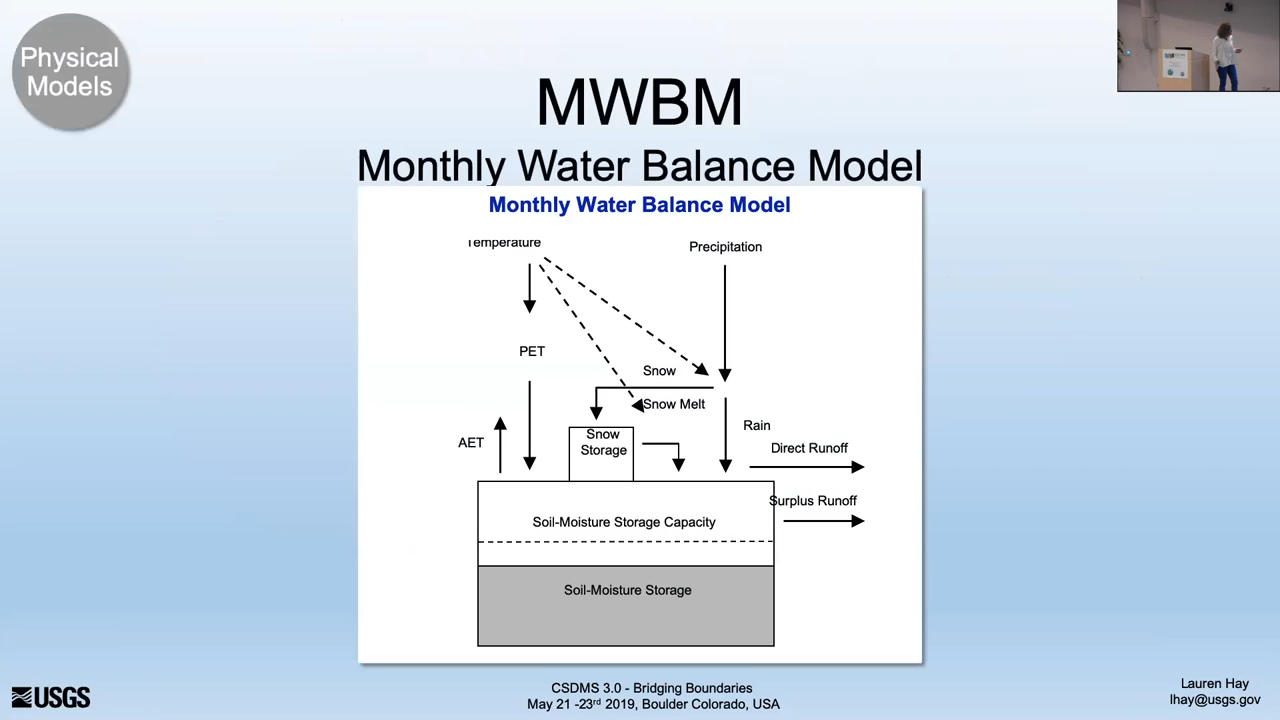 Physical
Models
MWBM
Monthly Water Balance Model
Monthly Water Balance Model
Temperature
Precipitation
PET
Snow
Snow Melt
AET
Snow
Storage
Rain
Direct Runoff
Surplus Runoff
Soil-Moisture Storage Capacity
Soil-Moisture Storage
USGS
CSDMS 3.0 - Bridging Boundaries
May 21 -23rd 2019, Boulder Colorado, USA
Lauren Hay
lhay@usgs.gov